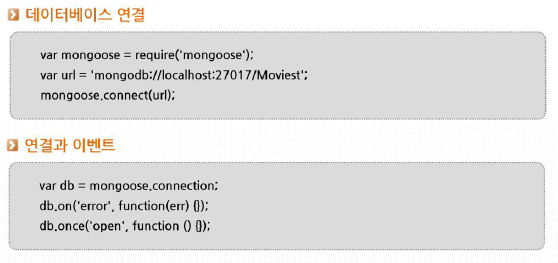 데이터베이스 연결
var mongoose = require('mongoose');
var url = 'mongodb://localhost:27017/Moviest';
mongoose.connect(url);
연결과 이벤트
var db = mongoose.connection;
db.on('error', function(err) {});
db.once('open', function () {});